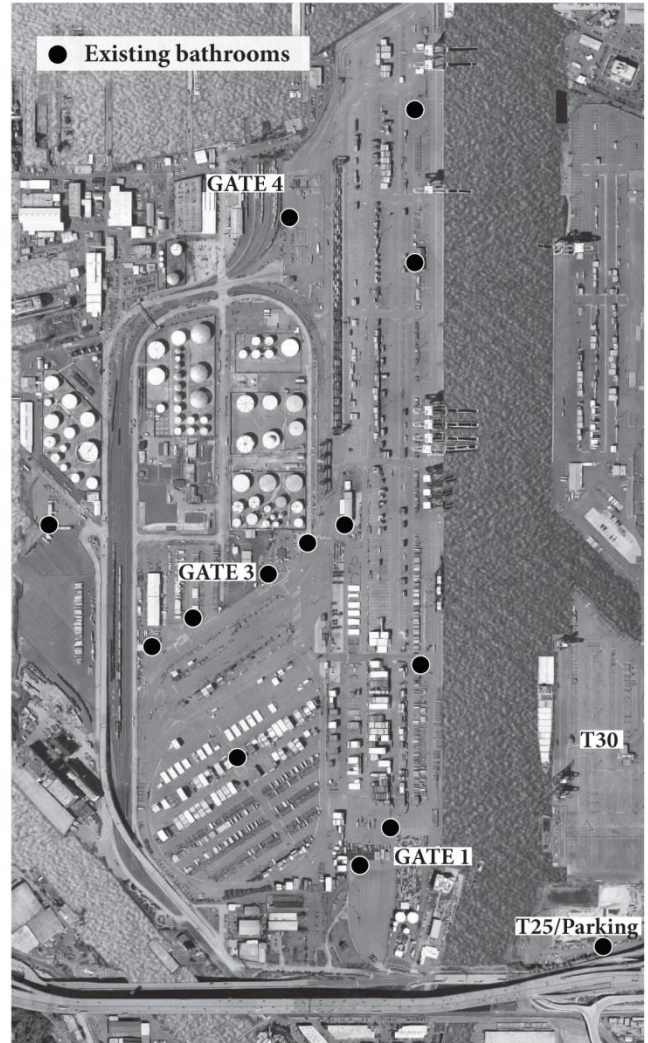 Existing bathrooms
GATE 4
GATE 3
T30
GATE 1
T25/Parking